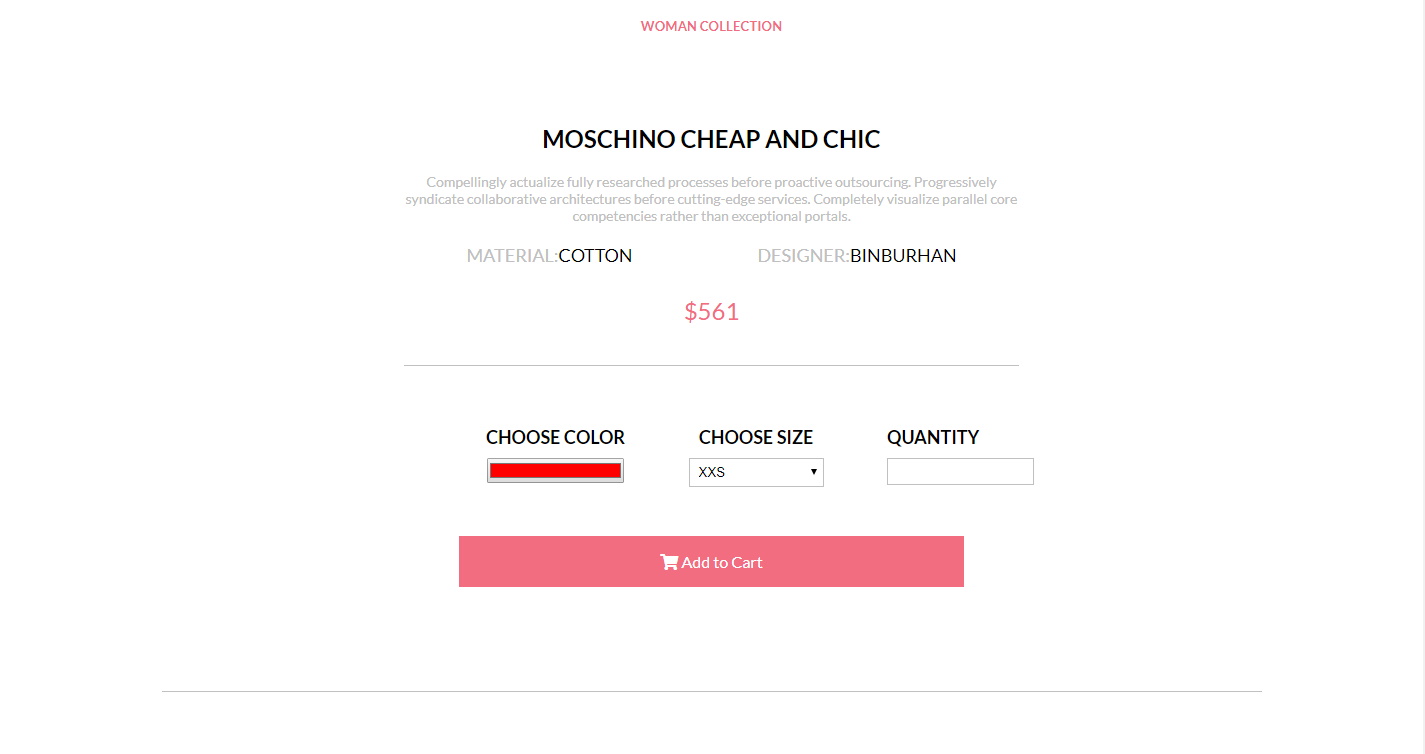 WOMAN COLLECTION
MOSCHINO CHEAP AND CHIC
Compellingly actualize fully researched processes before proactive outsourcing. Progressively
syndicate collaborative architectures before cutting-edge services. Completely visualize parallel core
competencies rather than exceptional portals.
MATERIAL:COTTON DESIGNER:BINBURHAN
$561
CHOOSE COLOR CHOOSE SIZE QUANTITY
XXS
Add to Cart